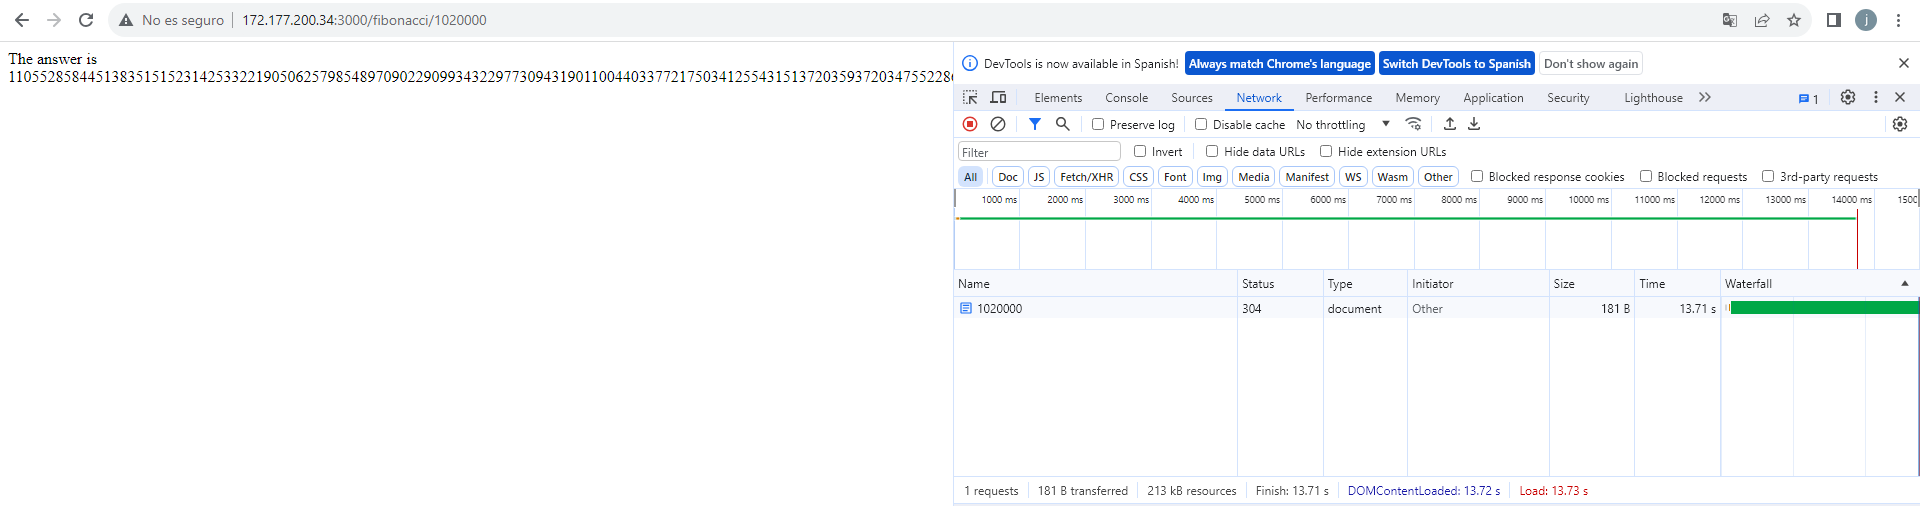 No es seguro 172.177.200.34:3000/fibonacci/1020000 j
The answer is
DevTools is now available in Spanish! Always match Chrome's language Switch DevTools to Spanish Don't show again
Elements Console Sources Network Performance Memory Application Security Lighthouse 1
Preserve log Disable cache No throttling
Filter Invert Hide data URLs Hide extension URLs
All Doc JS Fetch/XHR CSS Font Img Media Manifest WS Wasm Other Blocked response cookies Blocked requests 3rd-party requests
1000 ms 2000 ms 3000 ms 4000 ms 5000 ms 6000 ms 7000 ms 8000 ms 9000 ms 10000 ms 11000 ms 12000 ms 13000 ms 14000 ms 1500
Name Status Type Initiator Size Time Waterfall
1020000 304 document Other 181 B 13.71 s
1 requests 181 B transferred 213 kB resources Finish: 13.71 s DOMContentLoaded: 13.72 s Load: 13.73 s